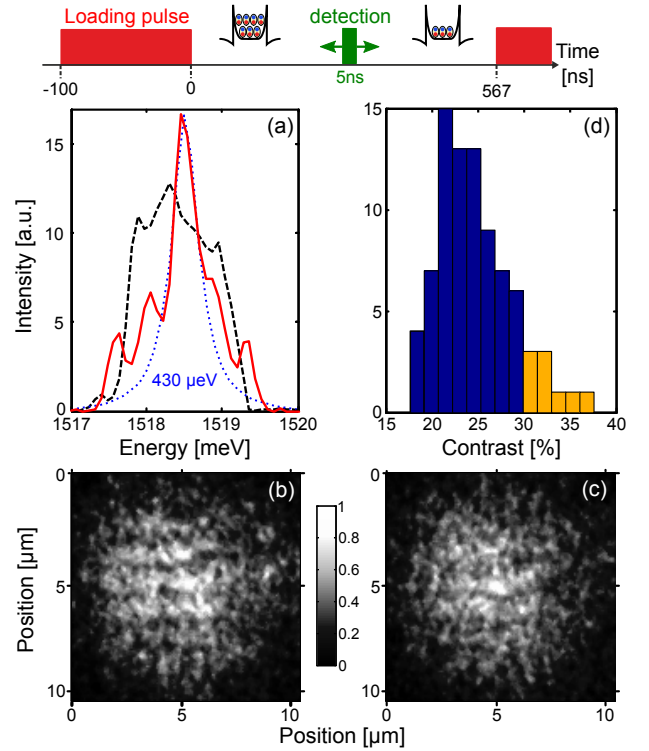 Loading pulse
detection
Time
[ns]
-100
0
5ns
567
(a)
Intensity [a.u.]
15
10
5
0
430 µeV
1517
1518
1519
1520
Energy [meV]
(d)
15
10
5
0
15
20
25
30
35
40
Contrast [%]
(b)
Position [µm]
0
5
10
0
5
10
1
0.8
0.6
0.4
0.2
0
(c)
0
5
10
0
5
10
Position [µm]